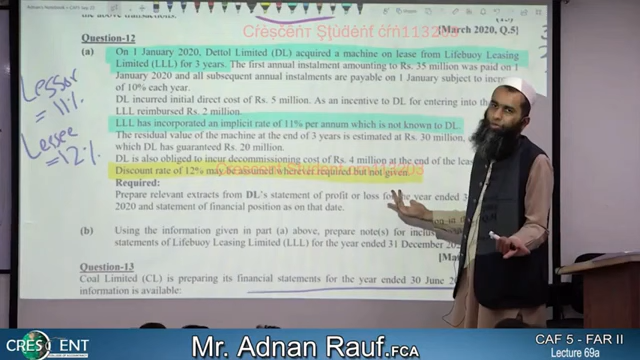 the above transactions.
[March 2020, Q.5]
Crescent Student crn113203
Question-12
(a) On 1 January 2020, Dettol Limited (DL) acquired a machine on lease from Lifebuoy Leasing
Limited (LLL) for 3 years. The first annual instalment amounting to Rs. 35 million was paid on 1
January 2020 and all subsequent annual instalments are payable on 1 January subject to
of 10% each year.
DL incurred initial direct cost of Rs. 5 million. As an incentive to DL for entering into the
LLL reimbursed Rs. 2 million.
LLL has incorporated an implicit rate of 11% per annum which is not known to DL.
The residual value of the machine at the end of 3 years is estimated at Rs. 30 million,
which DL has guaranteed Rs. 20 million.
DL is also obliged to incur decommissioning cost of Rs. 4 million at the end of the lease
Discount rate of 12% may be assumed wherever required but not given.
Required:
Prepare relevant extracts from DL's statement of profit or loss for the year ended 3
2020 and statement of financial position as on that date.
(b) Using the information given in part (a) above, prepare note(s) for
statements of Lifebuoy Leasing Limited (LLL) for the year ended 31 December 202
Question-13
Coal Limited (CL) is preparing its financial statements for the year ended 30 June 20
information is available:
Lessor
= 11%
Lessee
= 12%
CRESCENT
Mr. Adnan Rauf.FCA
CAF 5 - FAR II
Lecture 69a